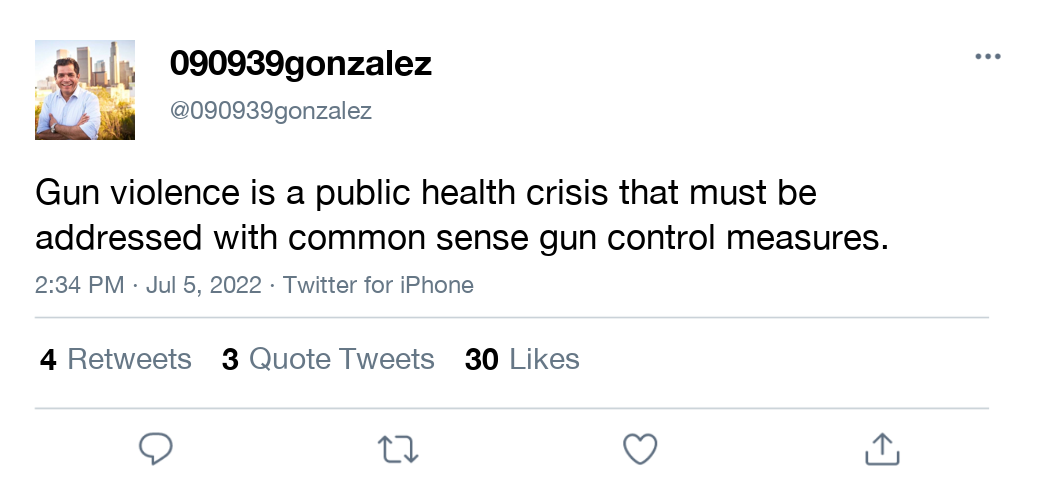 090939gonzalez
@090939gonzalez
Gun violence is a public health crisis that must be
addressed with common sense gun control measures.
2:34 PM · Jul 5, 2022 · Twitter for iPhone
4 Retweets 3 Quote Tweets 30 Likes